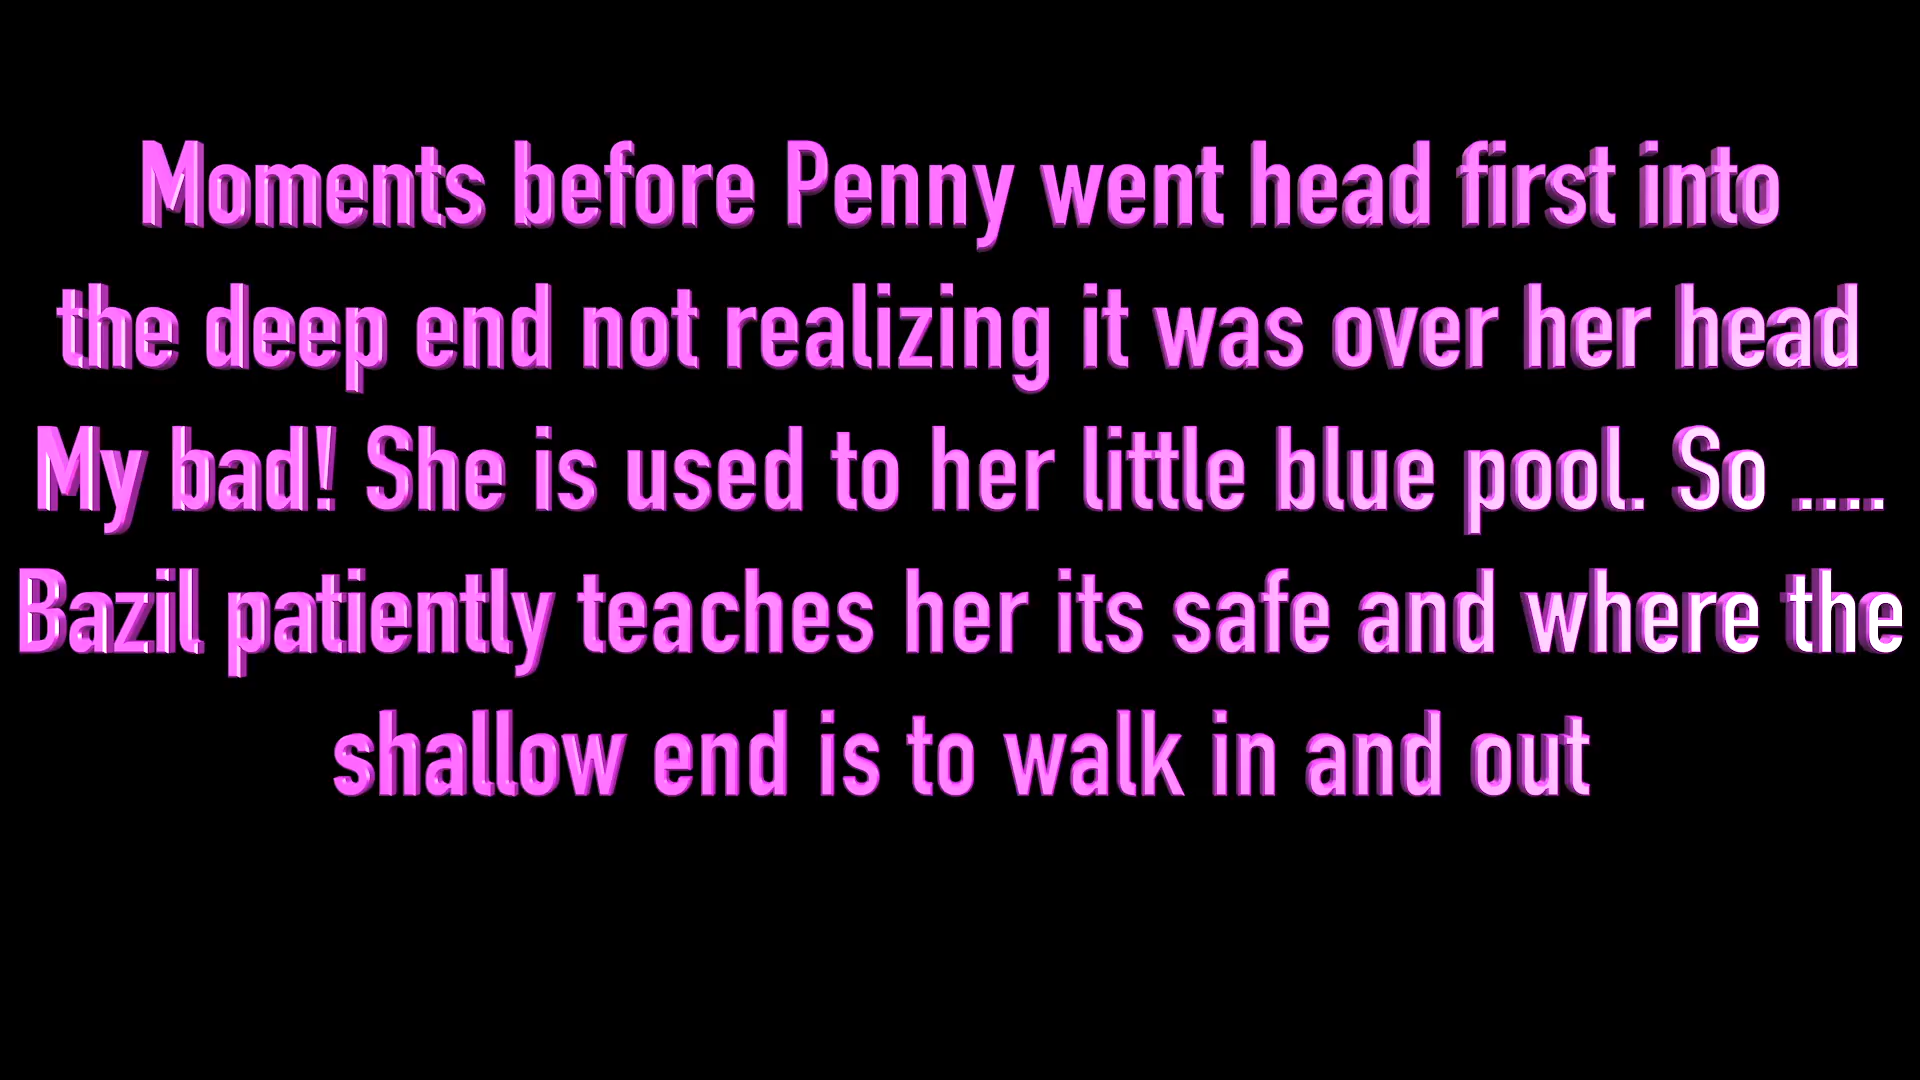 Moments before Penny went head first into
the deep end not realizing it was over her head
My bad! She is used to her little blue pool. So ....
Bazil patiently teaches her its safe and where the
shallow end is to walk in and out